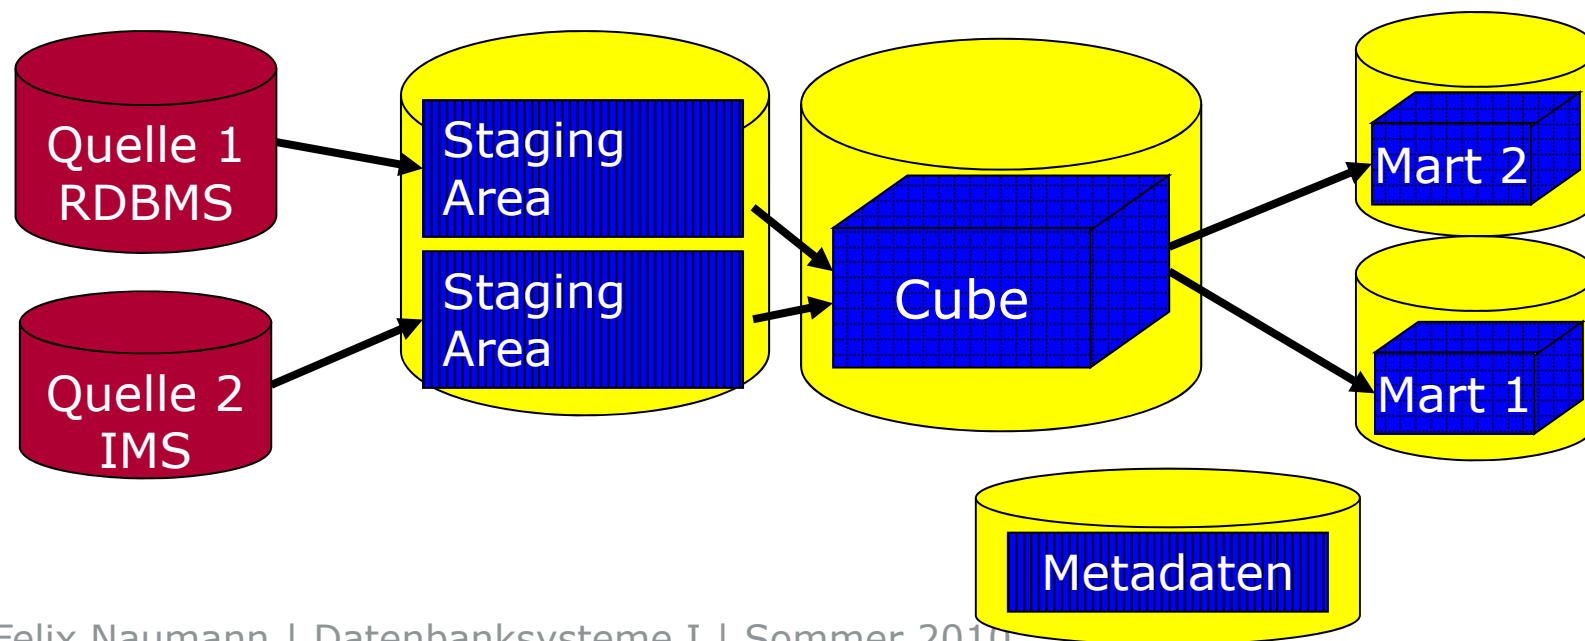 Quelle 1
RDBMS
Quelle 2
IMS
Staging
Area
Staging
Area
Cube
Mart 2
Mart 1
Metadaten
Felix Naumann | Datenbanksysteme I | Sommer 2010